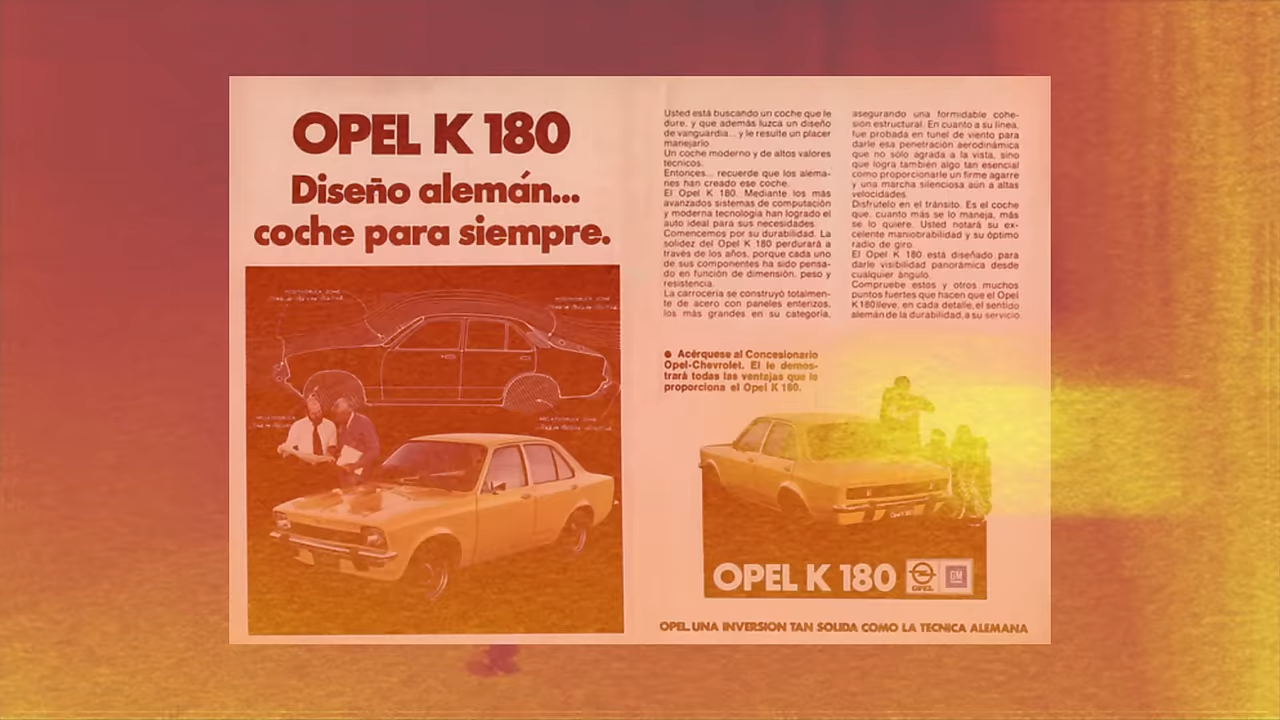 OPEL K 180
Diseño alemán...
coche para siempre.
Usted está buscando un coche que le
dure, y que además luzca un diseño
de vanguardia... y le resulte un placer
manejarlo
Un coche moderno y de altos valores
técnicos.
Entonces... recuerde que los alema-
nes han creado ese coche.
El Opel K 180. Mediante los más
avanzados sistemas de computación
y moderna tecnología han logrado el
auto ideal para sus necesidades.
Comencemos por su durabilidad. La
solidez del Opel K 180 perdurará a
través de los años, porque cada uno
de sus componentes ha sido pensa-
do en función de dimensión, peso y
resistencia.
La carrocería se construyó totalmen-
te de acero con paneles enterizos,
los más grandes en su categoría,
asegurando una formidable cohe-
sión estructural. En cuanto a su línea,
fue probada en tunel de viento para
darle esa penetración aerodinámica
que no sólo agrada a la vista, sino
que logra también algo tan esencial
como proporcionarle un firme agarre
y una marcha silenciosa aún a altas
velocidades.
Disfrútelo en el tránsito. Es el coche
que, cuanto más se lo maneja, más
se lo quiere. Usted notará su ex-
celente maniobrabilidad y su óptimo
radio de giro.
El Opel K 180 está diseñado para
darle visibilidad panorámica desde
cualquier ángulo.
Compruebe estos y otros muchos
puntos fuertes que hacen que el Opel
K 180 lleve, en cada detalle, el sentido
alemán de la durabilidad, a su servicio
● Acérquese al Concesionario
Opel-Chevrolet. El le demos-
trará todas las ventajas que le
proporciona el Opel K 180.
OPEL K 180
OPEL
GM
OPEL. UNA INVERSION TAN SOLIDA COMO LA TECNICA ALEMANA